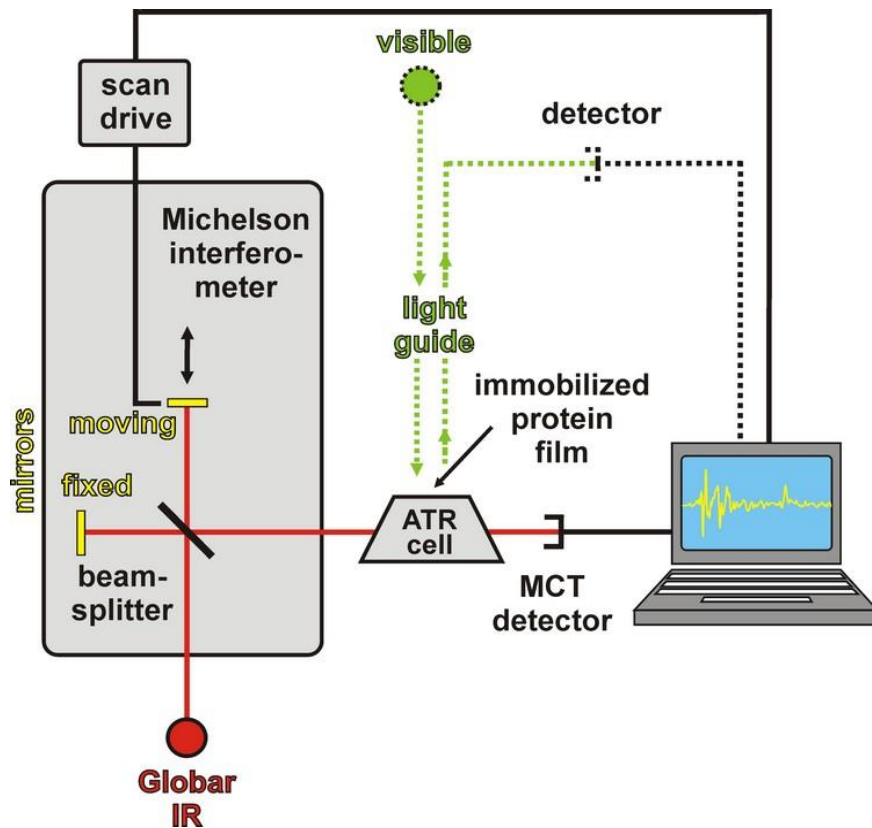 visible
scan
drive
detector
Michelson
interfero-
meter
light
guide
immobilized
protein
film
mirrors
moving
fixed
ATR
cell
beam-
splitter
MCT
detector
Globar
IR